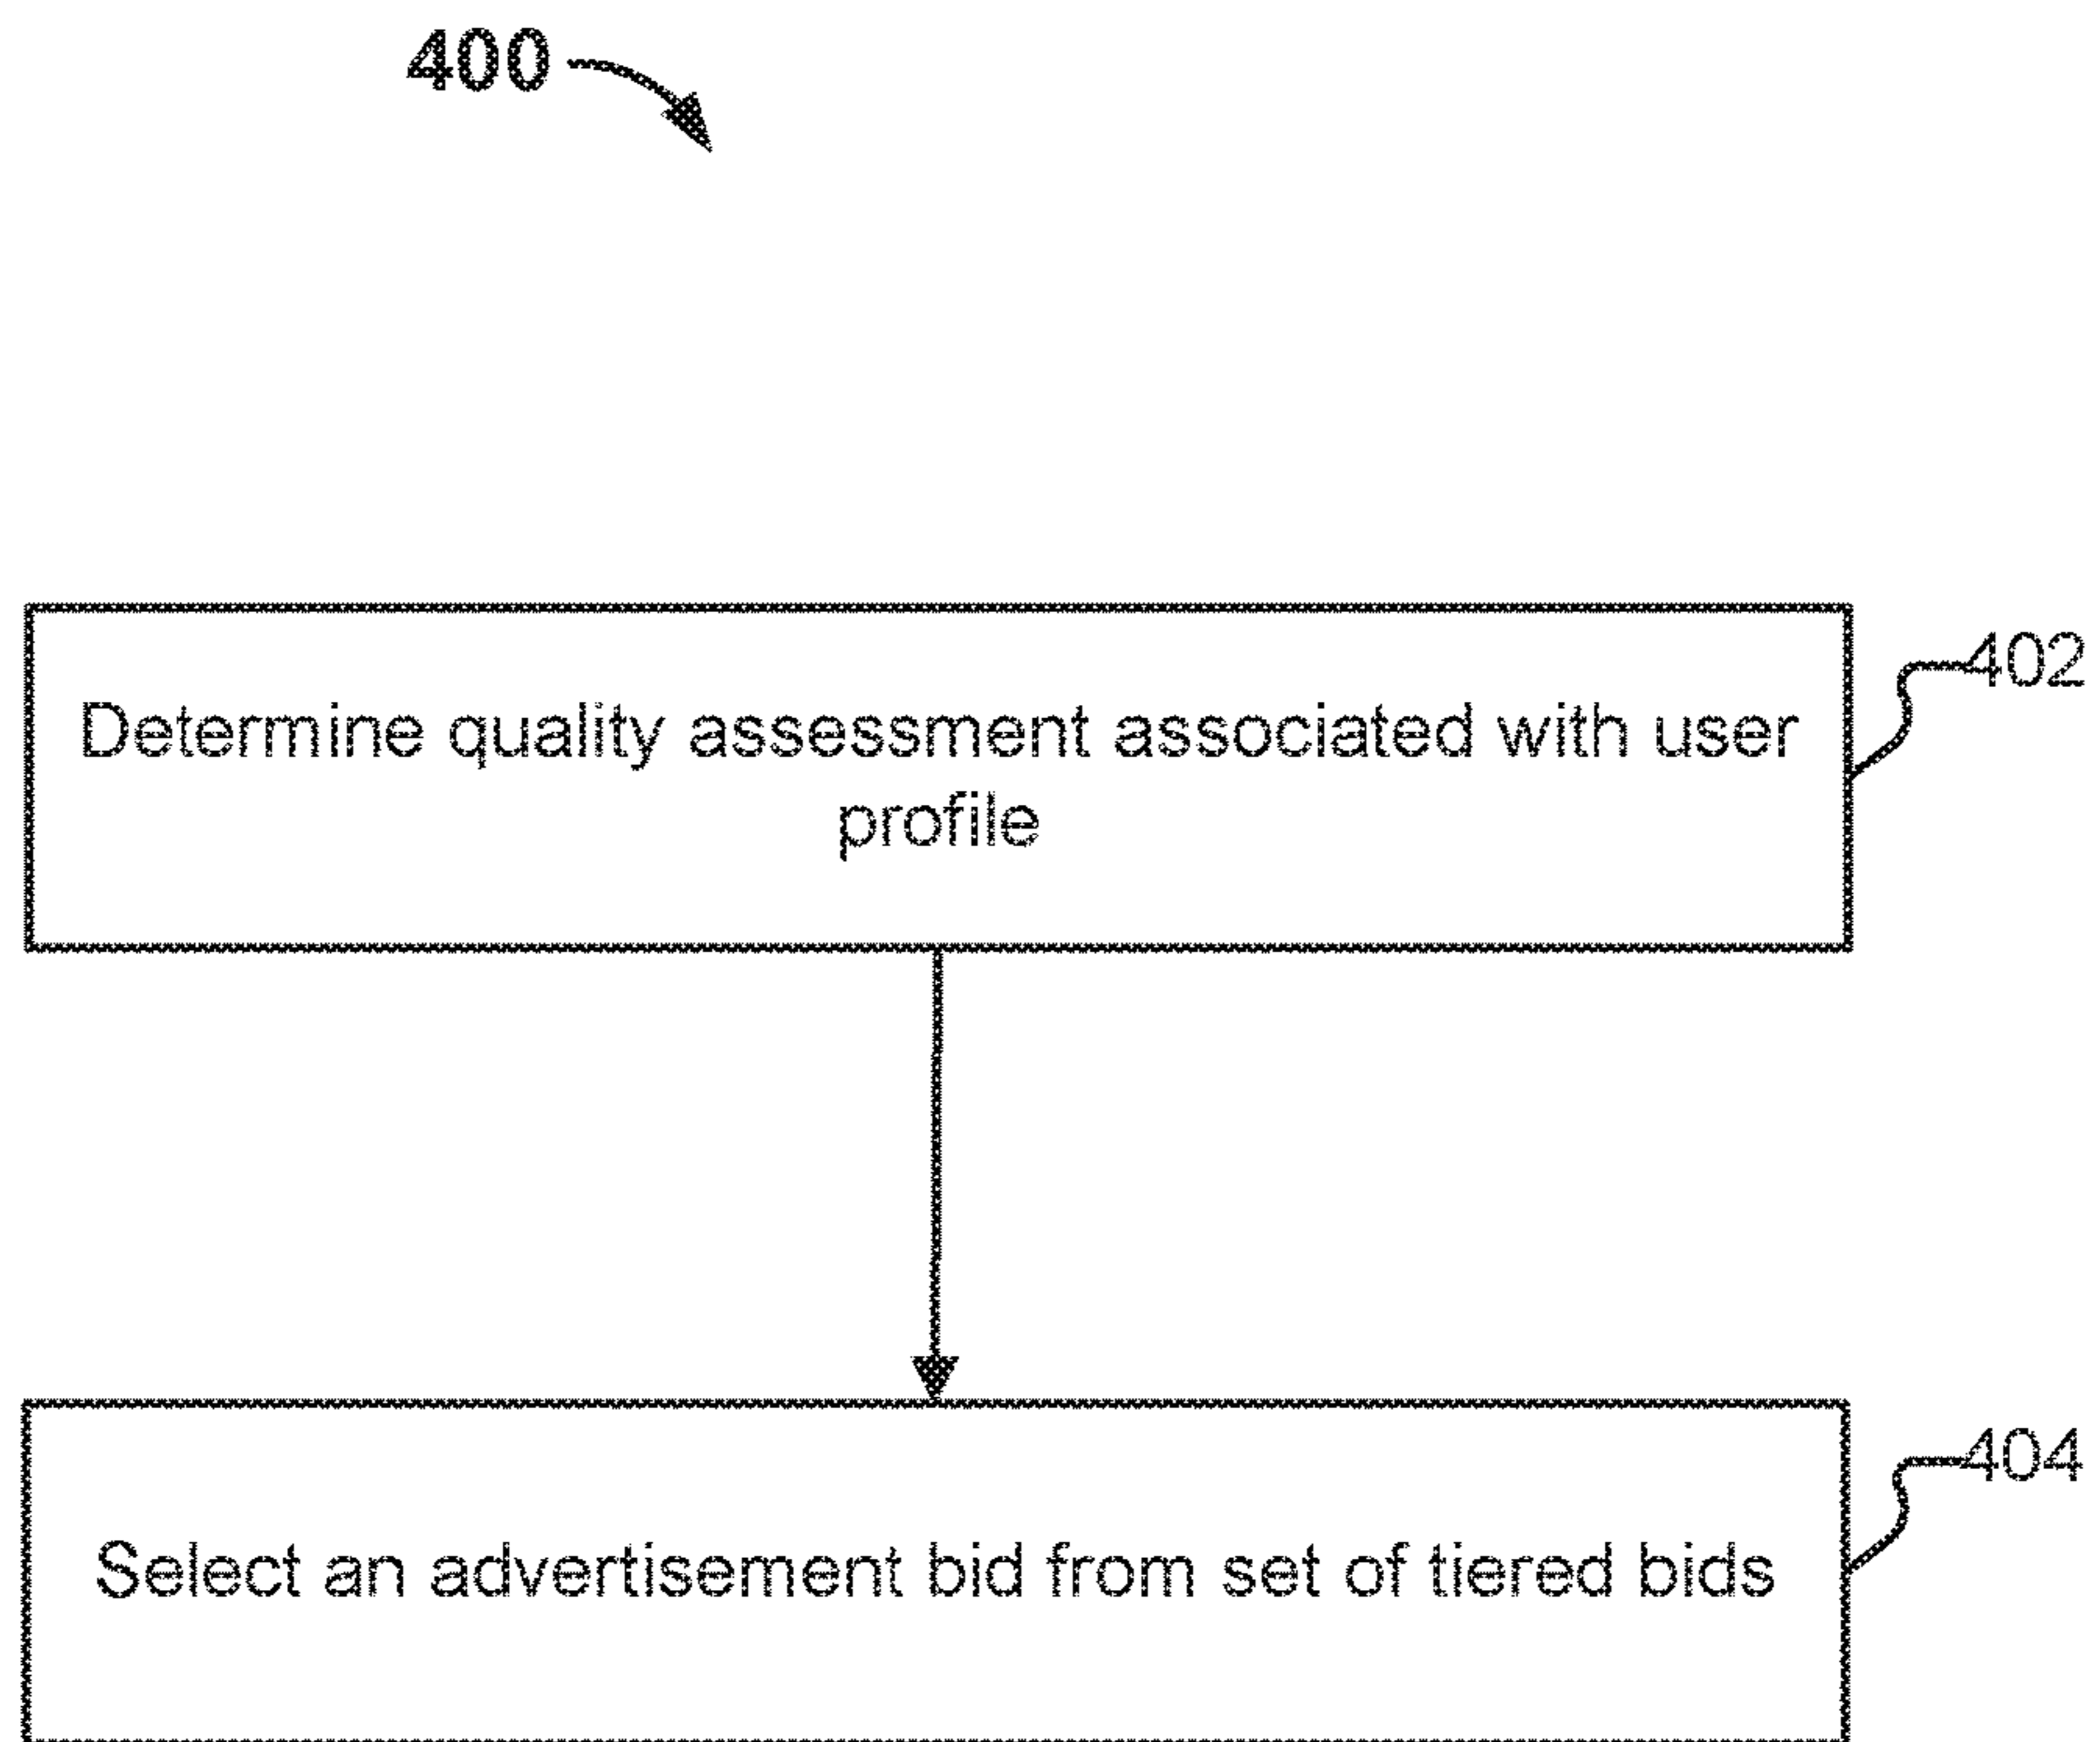 400
402
Determine quality assessment associated with user
profile
404
Select an advertisement bid from set of tiered bids